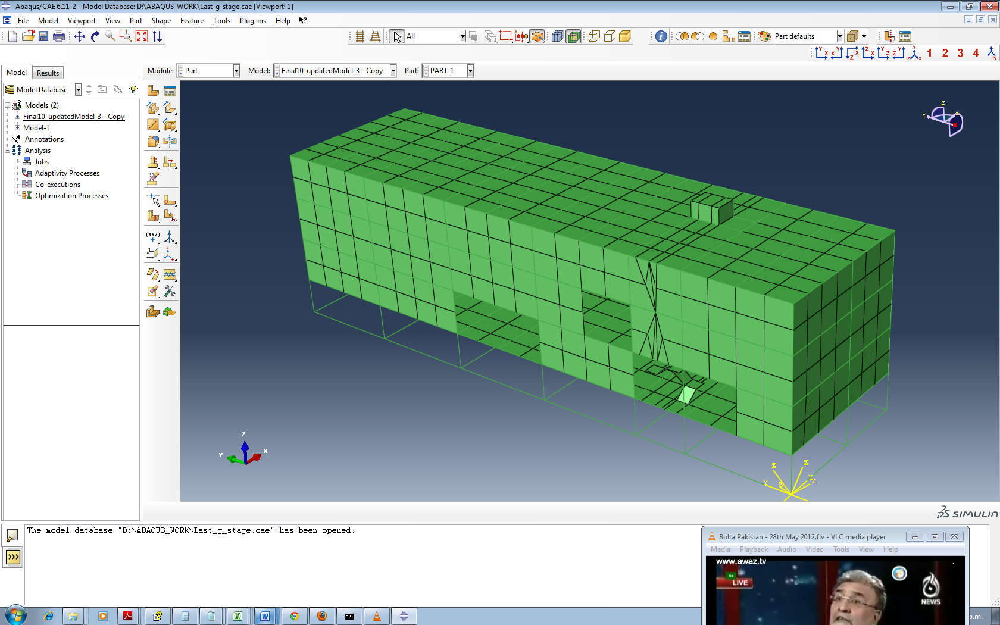 Abaqus/CAE 6.11-2 - Model Database: D:\ABAQUS_WORK\Last_g_stage.cae [Viewport: 1]
File Model Viewport View Part Shape Feature Tools Plug-ins Help
All
Part defaults
1 2 3 4
Model Results
Module: Part Model: Final10_updatedModel_3 - Copy Part: PART-1
Model Database
Models (2)
Final10_updatedModel_3 - Copy
Model-1
Annotations
Analysis
Jobs
Adaptivity Processes
Co-executions
Optimization Processes
(XYZ)
Z
Y
X
Z
Y
X
Z
Z
Y
Z
Y
Z
SIMULIA
The model database "D:\ABAQUS_WORK\Last_g_stage.cae" has been opened.
Bolta Pakistan - 28th May 2012.flv - VLC media player
Media Playback Audio Video Tools View Help
www.awaz.tv
LIVE
NEWS
p.m.